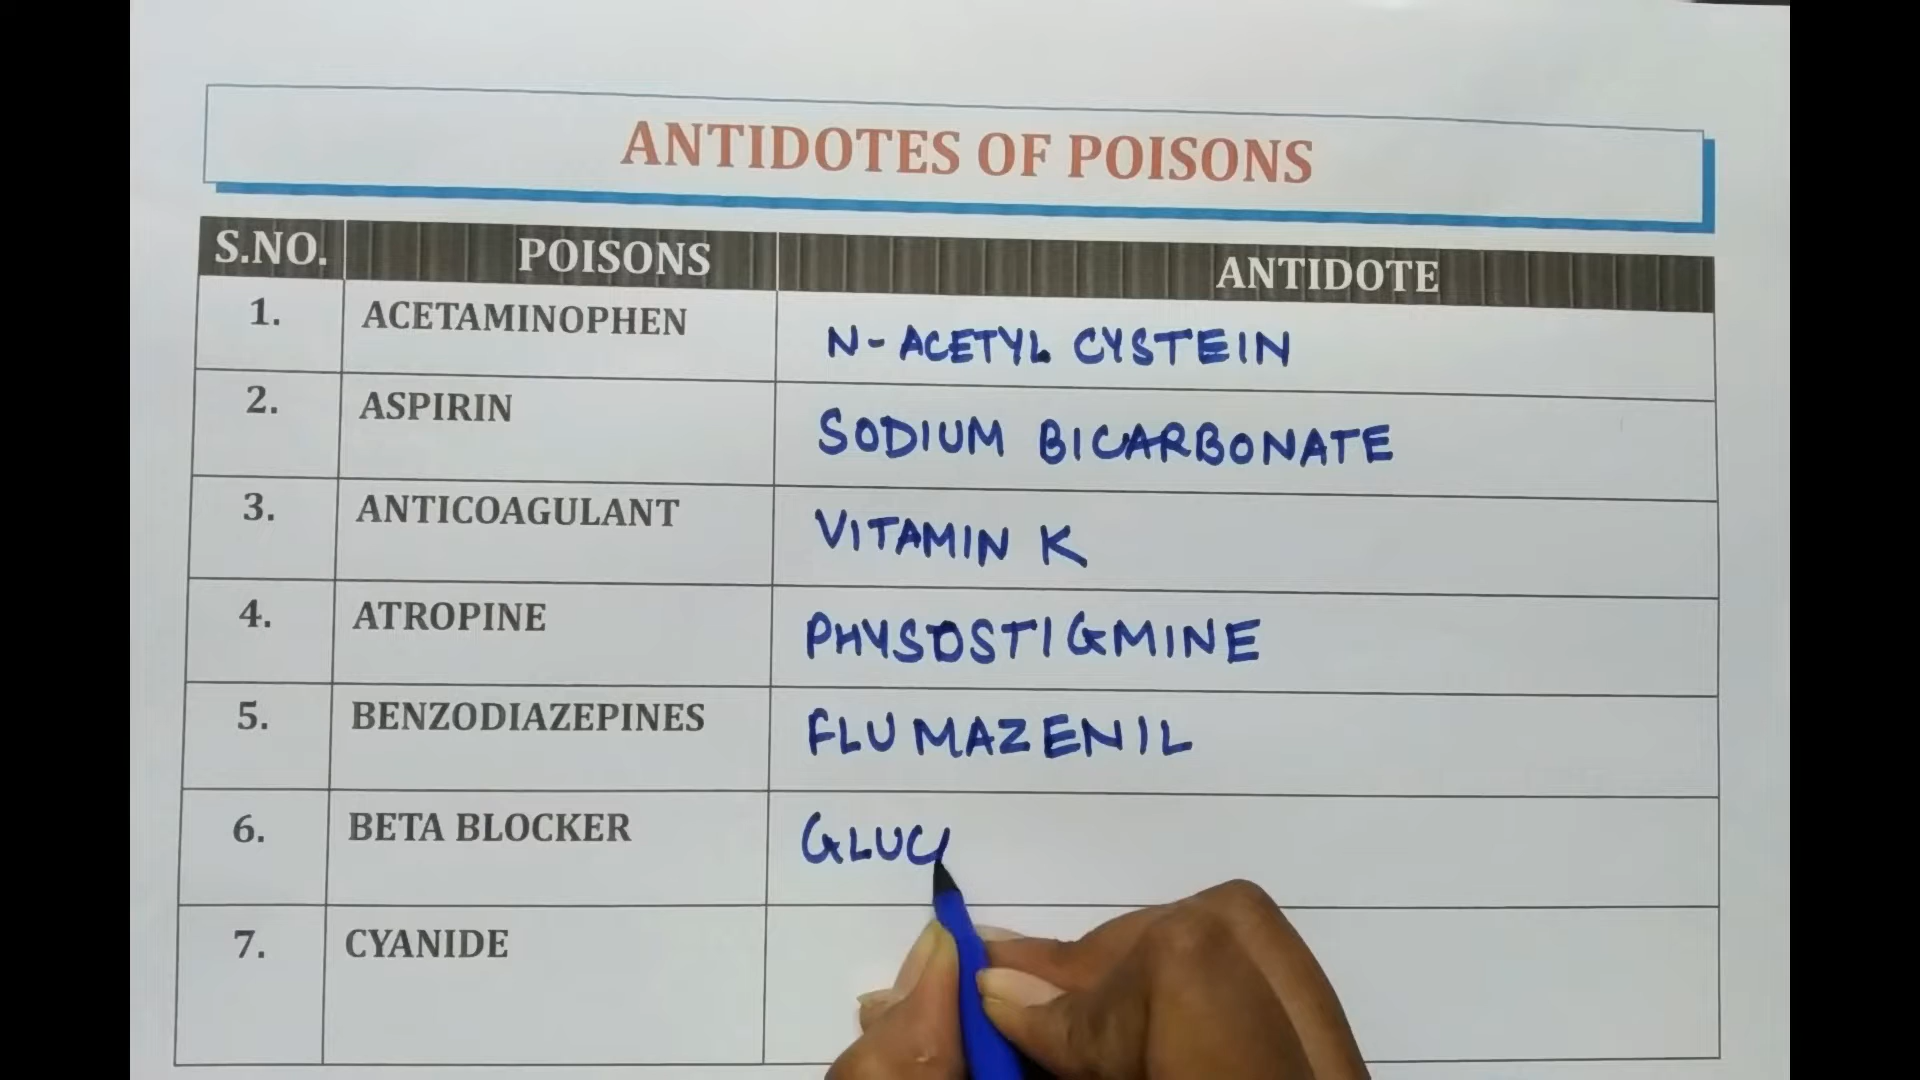 ANTIDOTES OF POISONS
S.NO. POISONS ANTIDOTE
1. ACETAMINOPHEN N-ACETYL CYSTEIN
2. ASPIRIN SODIUM BICARBONATE
3. ANTICOAGULANT VITAMIN K
4. ATROPINE PHYSOSTIGMINE
5. BENZODIAZEPINES FLUMAZENIL
6. BETA BLOCKER GLUC
7. CYANIDE